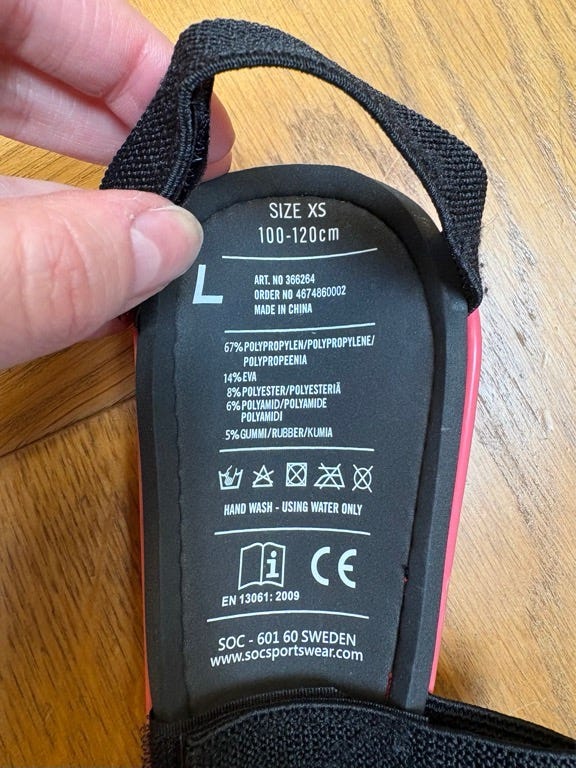 SIZE XS
100-120cm
L
ART. NO 366264
ORDER NO 4674860002
MADE IN CHINA
67% POLYPROPYLEN/POLYPROPYLENE/
POLYPROPEENIA
14% EVA
8% POLYESTER/POLYESTERIÄ
6% POLYAMID/POLYAMIDE
POLYAMIDI
5% GUMMI/RUBBER/KUMIA
HAND WASH - USING WATER ONLY
i CE
EN 13061: 2009
SOC - 601 60 SWEDEN
www.socsportswear.com